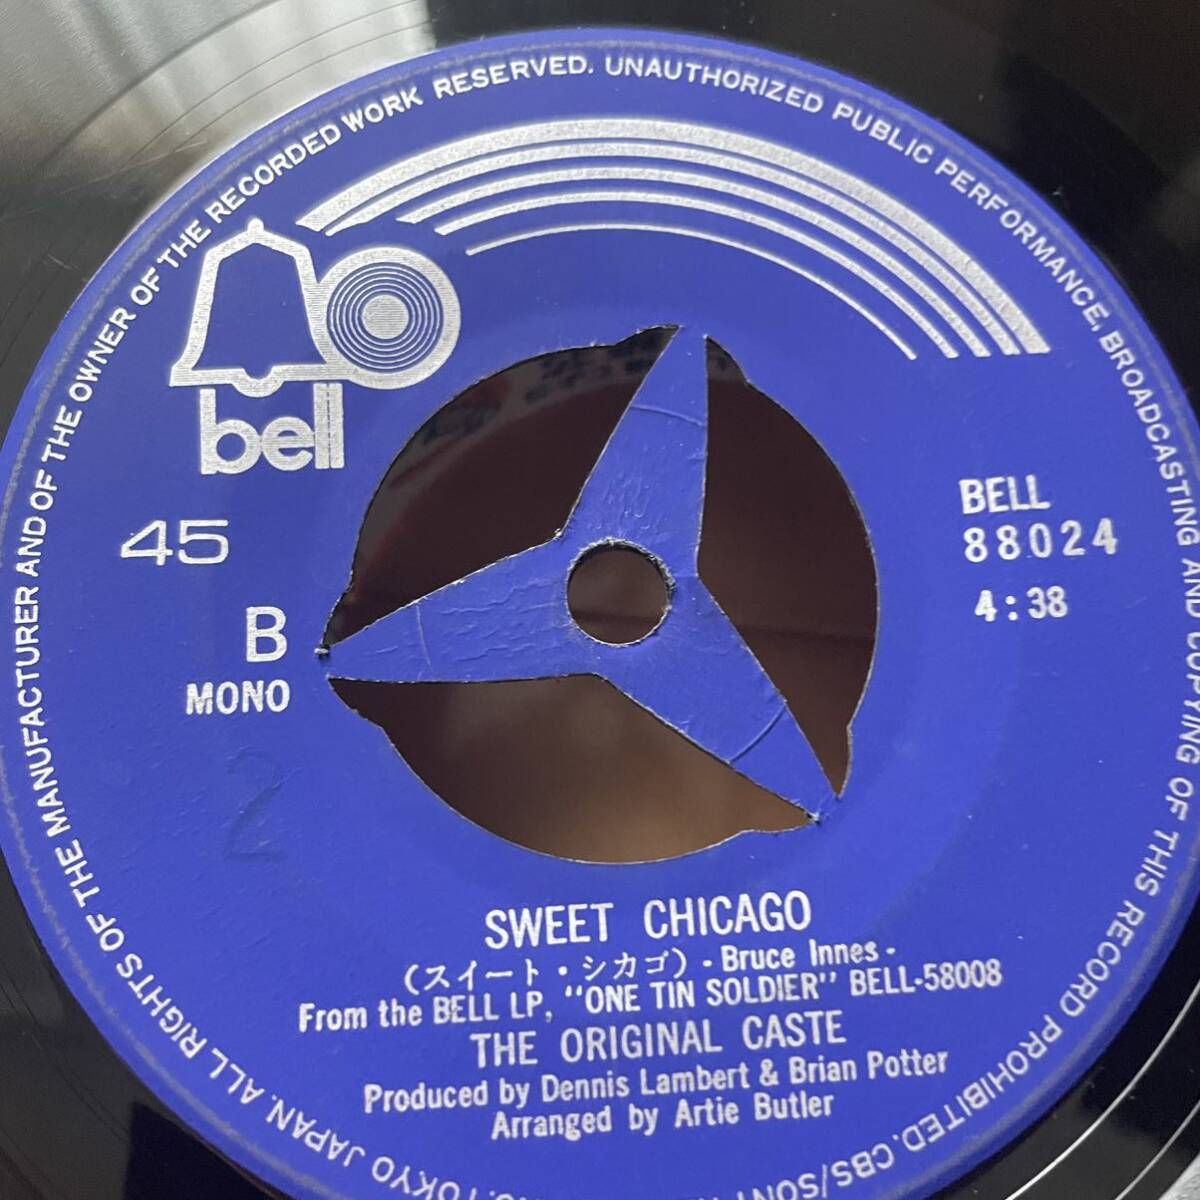 bell
45
B
MONO
2
BELL
88024
4:38
SWEET CHICAGO
(スイート・シカゴ) - Bruce Innes -
From the BELL LP, "ONE TIN SOLDIER" BELL-58008
THE ORIGINAL CASTE
Produced by Dennis Lambert & Brian Potter
Arranged by Artie Butler
TOKYO JAPAN. ALL RIGHTS OF THE MANUFACTURER AND OF THE OWNER OF THE RECORDED WORK RESERVED. UNAUTHORIZED PUBLIC PERFORMANCE, BROADCASTING AND COPYING OF THIS RECORD PROHIBITED. CBS/SONY